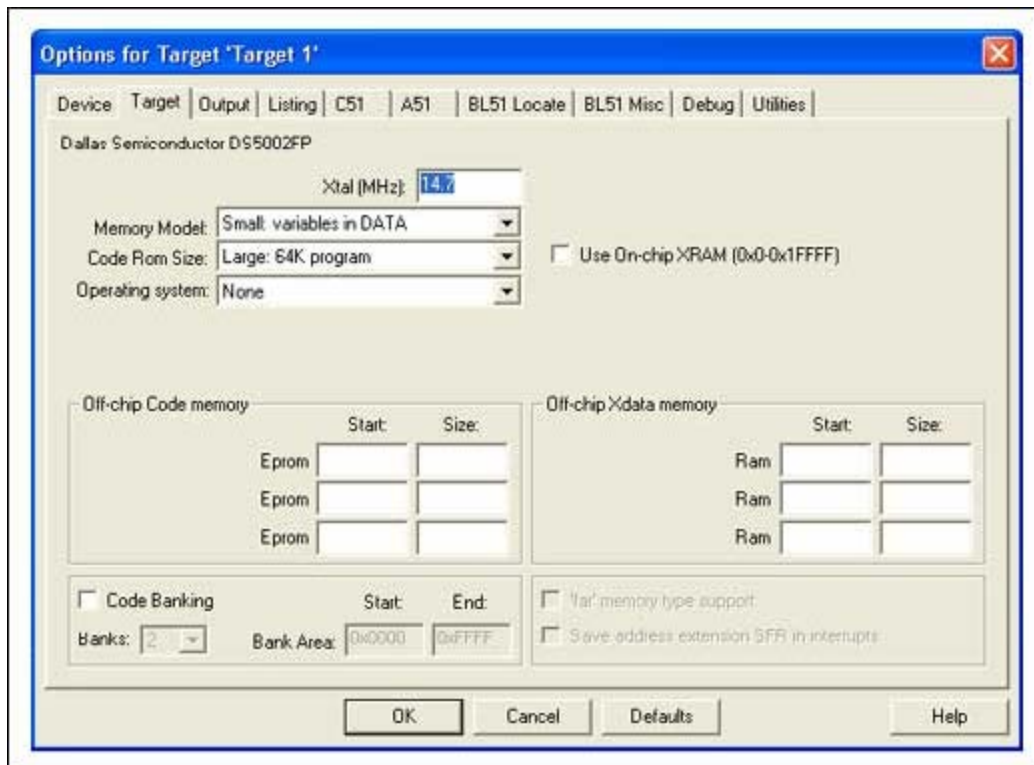 Options for Target 'Target 1'
Device Target Output Listing C51 A51 BL51 Locate BL51 Misc Debug Utilities
Dallas Semiconductor DS5002FP
Xtal (MHz): 14.7
Memory Model: Small: variables in DATA
Code Rom Size: Large: 64K program
Use On-chip XRAM (0x0-0x1FFFF)
Operating system: None
Off-chip Code memory
Start: Size:
Eprom
Eprom
Eprom
Off-chip Xdata memory
Start: Size:
Ram
Ram
Ram
Code Banking Start: End:
Banks: 2 Bank Area: 0x0000 0xFFFF
'far' memory type support
Save address extension SFR in interrupts
OK Cancel Defaults Help